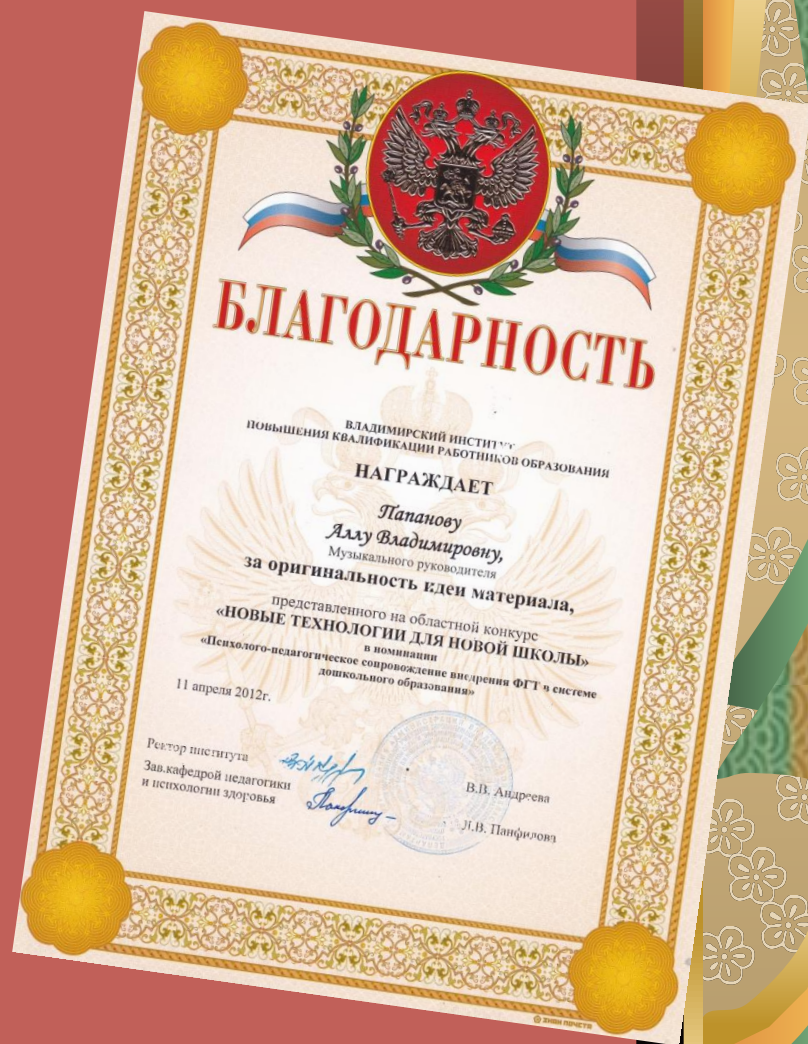 БЛАГОДАРНОСТЬ
ВЛАДИМИРСКИЙ ИНСТИТУТ
ПОВЫШЕНИЯ КВАЛИФИКАЦИИ РАБОТНИКОВ ОБРАЗОВАНИЯ
НАГРАЖДАЕТ
Папанову
Аллу Владимировну,
Музыкального руководителя
за оригинальность идеи материала,
представленного на областной конкурс
«НОВЫЕ ТЕХНОЛОГИИ ДЛЯ НОВОЙ ШКОЛЫ»
в номинации
«Психолого-педагогическое сопровождение внедрения ФГТ в системе
дошкольного образования»
11 апреля 2012г.
Ректор института
В.В. Андреева
Зав.кафедрой педагогики
и психологии здоровья
Л.В. Панфилова
ЗНАК ПОЧЕТА